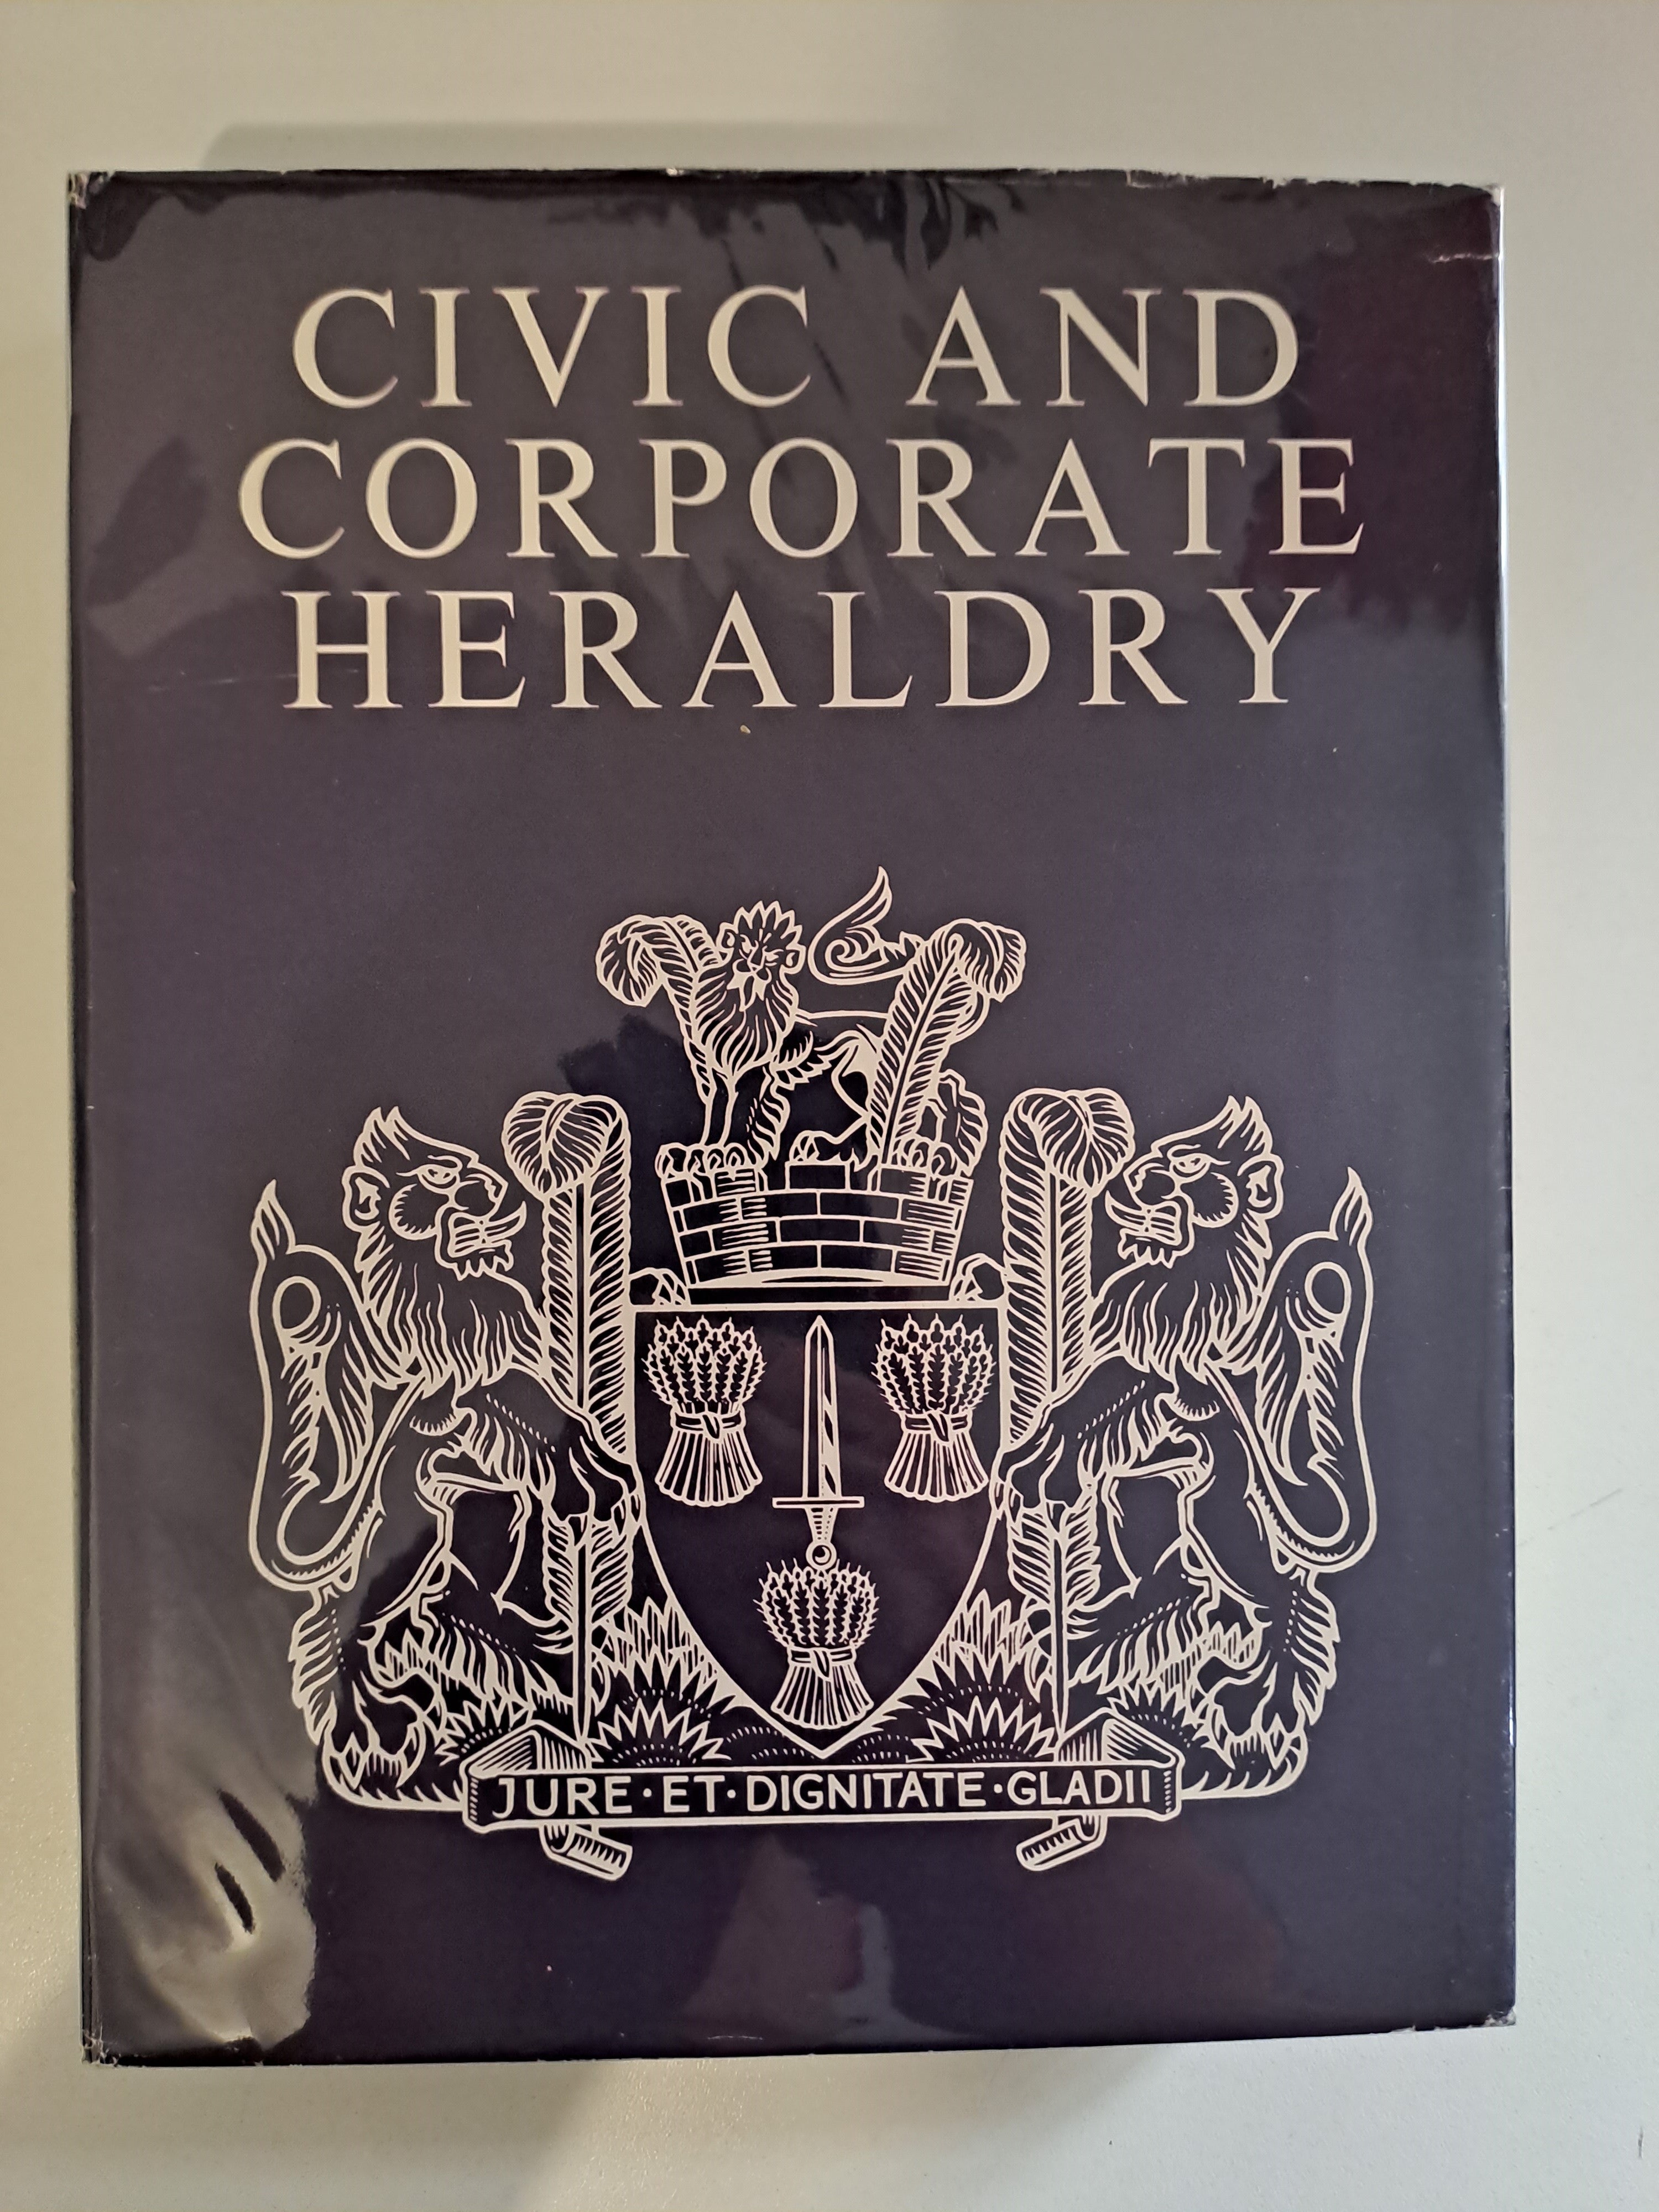 CIVIC AND
CORPORATE
HERALDRY
JURE·ET·DIGNITATE·GLADII